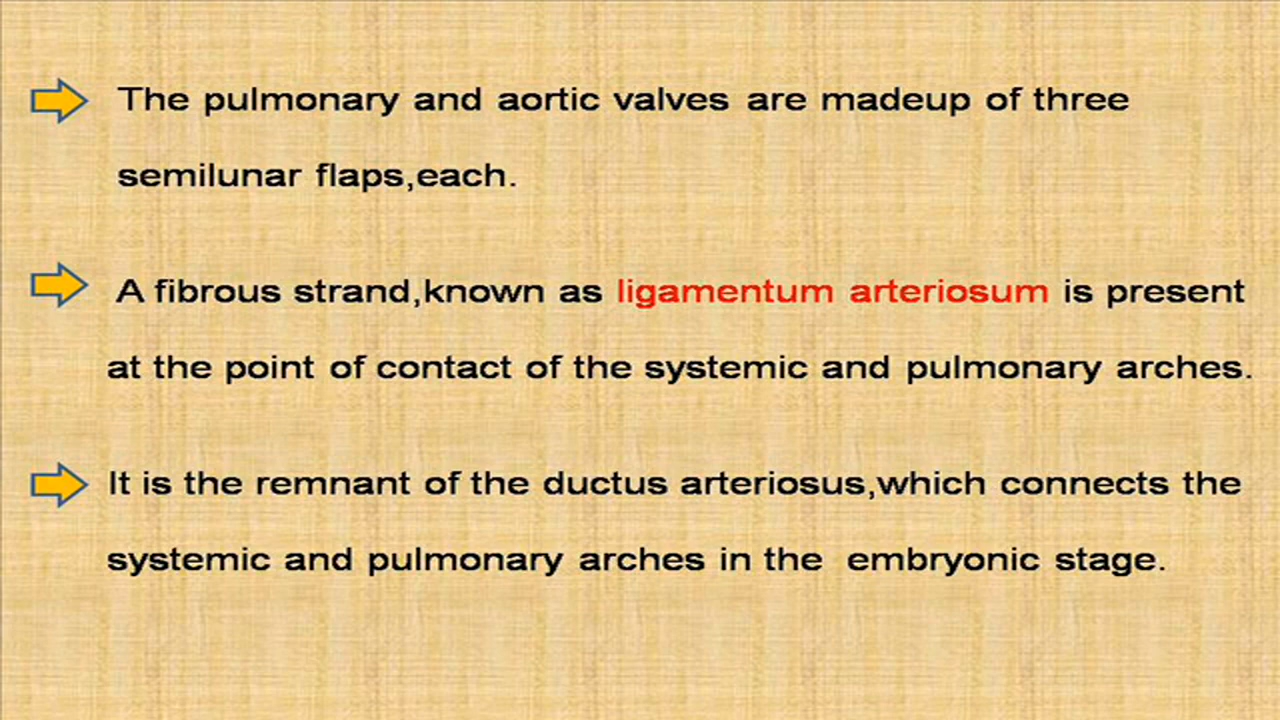 The pulmonary and aortic valves are madeup of three
semilunar flaps,each.
A fibrous strand,known as ligamentum arteriosum is present
at the point of contact of the systemic and pulmonary arches.
It is the remnant of the ductus arteriosus,which connects the
systemic and pulmonary arches in the embryonic stage.